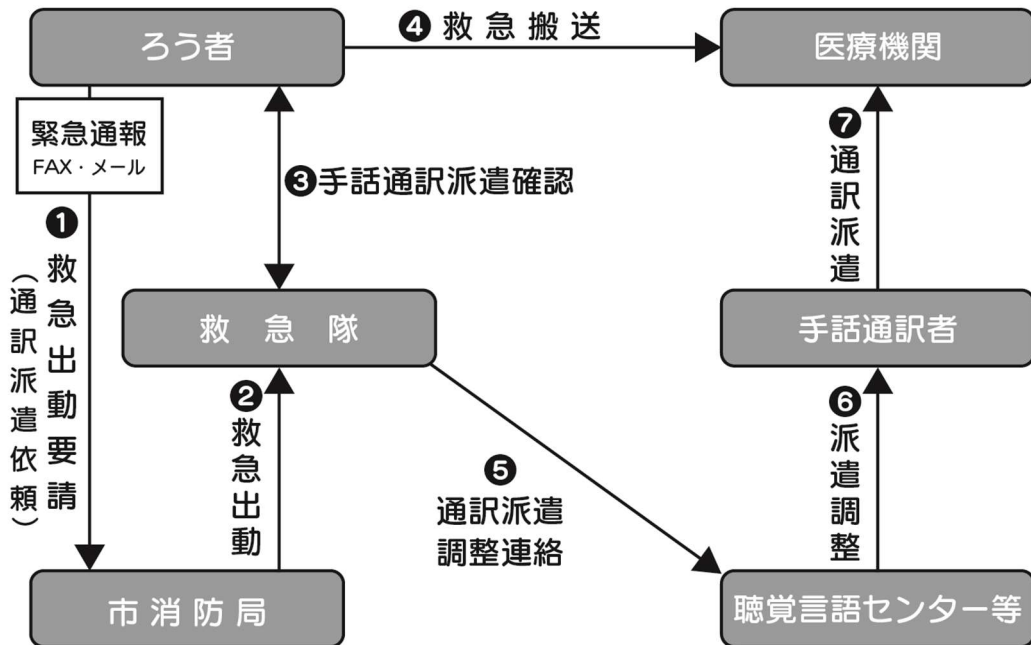 ろう者
❹救急搬送
医療機関
緊急通報
FAX・メール
❸手話通訳派遣確認
❼通訳派遣
❶救急出動要請
（通訳派遣依頼）
救急隊
手話通訳者
❷救急出動
❺
通訳派遣
調整連絡
❻派遣調整
市消防局
聴覚言語センター等